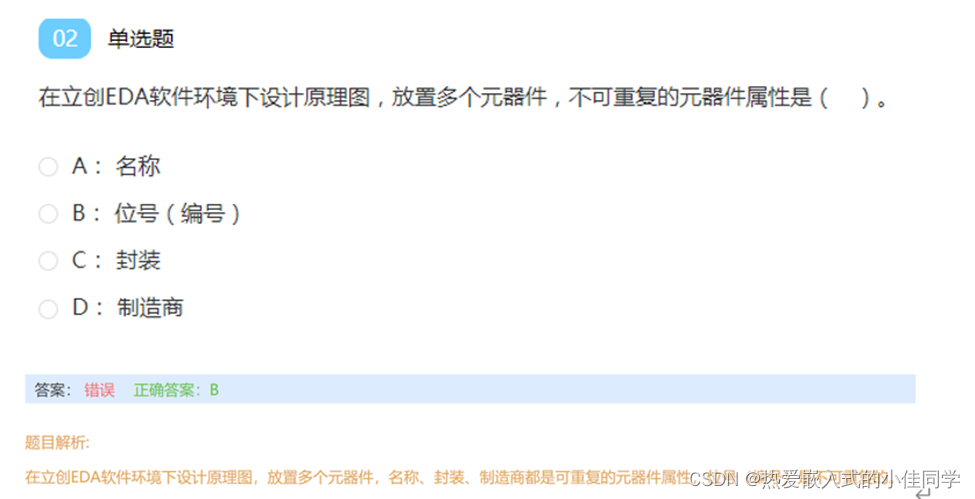 02 单选题
在立创EDA软件环境下设计原理图，放置多个元器件，不可重复的元器件属性是（ ）。
A： 名称
B： 位号（编号）
C： 封装
D： 制造商
答案： 错误 正确答案：B
题目解析:
在立创EDA软件环境下设计原理图，放置多个元器件，名称、封装、制造商都是可重复的元器件属性
CSDN @热爱嵌入式的小佳同学